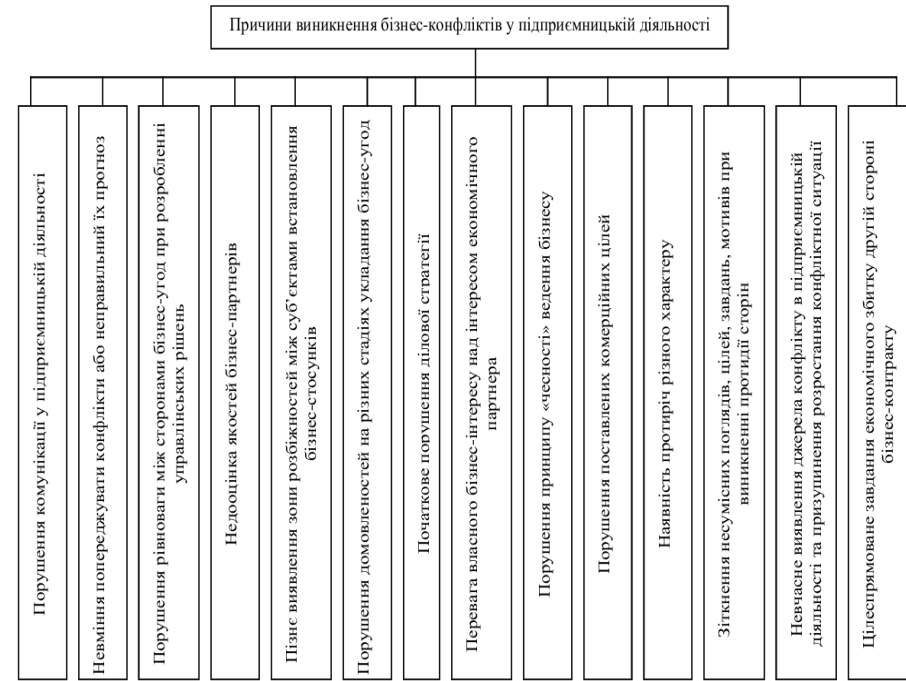 Причини виникнення бізнес-конфліктів у підприємницькій діяльності
Порушення комунікації у підприємницькій діяльності
Невміння попереджувати конфлікти або неправильний їх прогноз
Порушення рівноваги між сторонами бізнес-угод при розробленні
управлінських рішень
Недооцінка якостей бізнес-партнерів
Пізнє виявлення зони розбіжностей між суб’єктами встановлення
бізнес-стосунків
Порушення домовленостей на різних стадіях укладання бізнес-угод
Початкове порушення ділової стратегії
Перевага власного бізнес-інтересу над інтересом економічного
партнера
Порушення принципу «чесності» ведення бізнесу
Порушення поставлених комерційних цілей
Наявність протиріч різного характеру
Зіткнення несумісних поглядів, цілей, завдань, мотивів при
виникненні протидії сторін
Невчасне виявлення джерела конфлікту в підприємницькій
діяльності та призупинення розростання конфліктної ситуації
Цілеспрямоване завдання економічного збитку другій стороні
бізнес-контракту